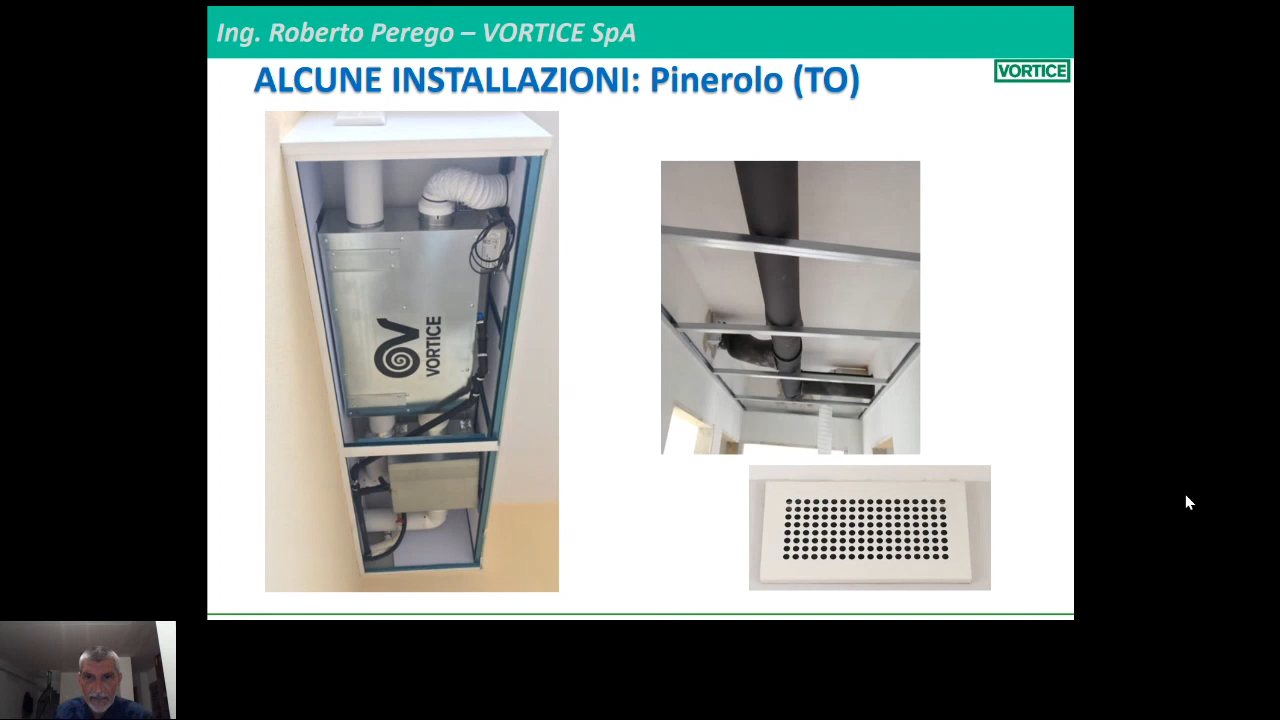 Ing. Roberto Perego – VORTICE SpA
ALCUNE INSTALLAZIONI: Pinerolo (TO)
VORTICE
VORTICE